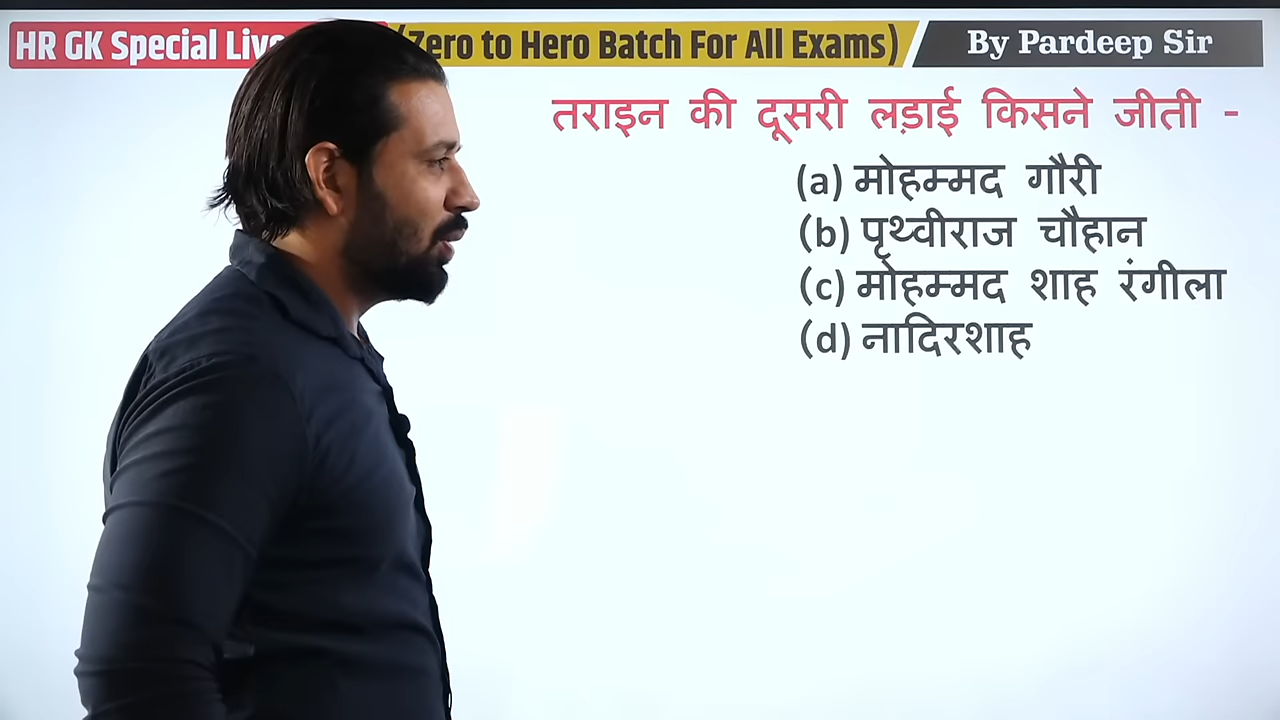 HR GK Special Live (Zero to Hero Batch For All Exams) By Pardeep Sir
तराइन की दूसरी लड़ाई किसने जीती -
(a) मोहम्मद गौरी
(b) पृथ्वीराज चौहान
(c) मोहम्मद शाह रंगीला
(d) नादिरशाह